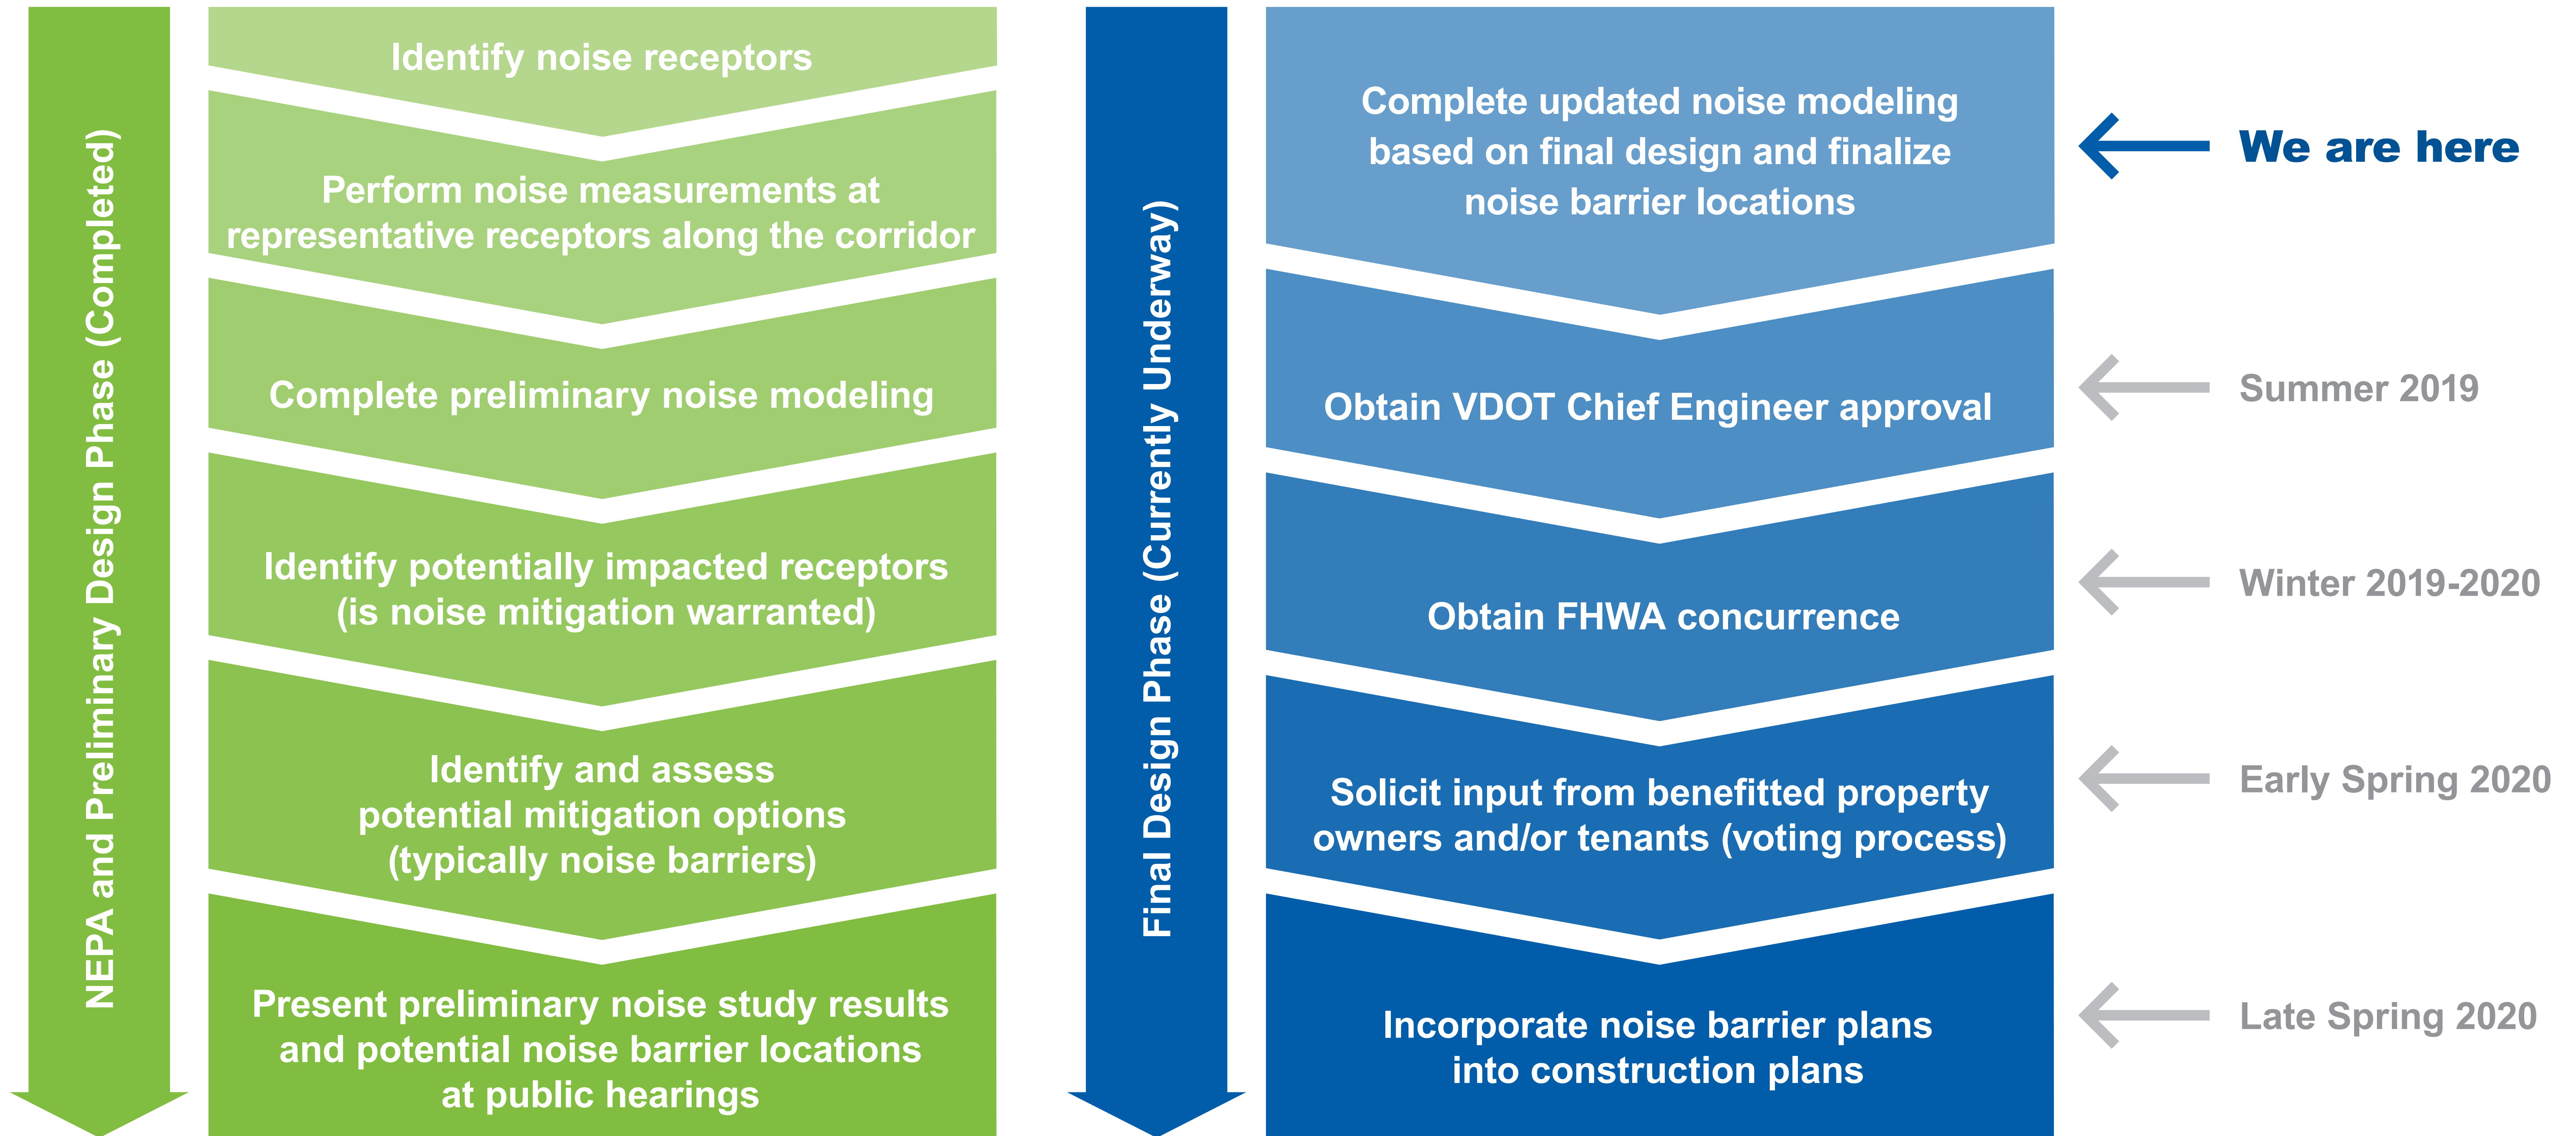 NEPA and Preliminary Design Phase (Completed)
Identify noise receptors
Perform noise measurements at
representative receptors along the corridor
Complete preliminary noise modeling
Identify potentially impacted receptors
(is noise mitigation warranted)
Identify and assess
potential mitigation options
(typically noise barriers)
Present preliminary noise study results
and potential noise barrier locations
at public hearings
Final Design Phase (Currently Underway)
Complete updated noise modeling
based on final design and finalize
noise barrier locations
We are here
Obtain VDOT Chief Engineer approval
Summer 2019
Obtain FHWA concurrence
Winter 2019-2020
Solicit input from benefitted property
owners and/or tenants (voting process)
Early Spring 2020
Incorporate noise barrier plans
into construction plans
Late Spring 2020